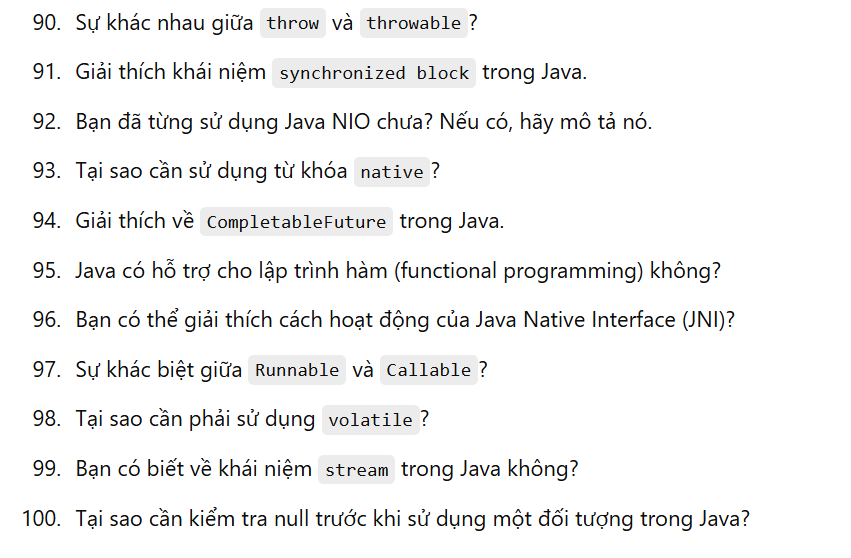 90. Sự khác nhau giữa throw và throwable?
91. Giải thích khái niệm synchronized block trong Java.
92. Bạn đã từng sử dụng Java NIO chưa? Nếu có, hãy mô tả nó.
93. Tại sao cần sử dụng từ khóa native?
94. Giải thích về CompletableFuture trong Java.
95. Java có hỗ trợ cho lập trình hàm (functional programming) không?
96. Bạn có thể giải thích cách hoạt động của Java Native Interface (JNI)?
97. Sự khác biệt giữa Runnable và Callable?
98. Tại sao cần phải sử dụng volatile?
99. Bạn có biết về khái niệm stream trong Java không?
100. Tại sao cần kiểm tra null trước khi sử dụng một đối tượng trong Java?